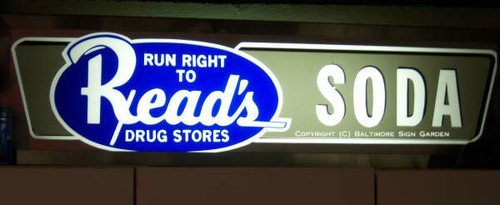 RUN RIGHT
TO
Read's
DRUG STORES
SODA
COPYRIGHT (C) BALTIMORE SIGN GARDEN